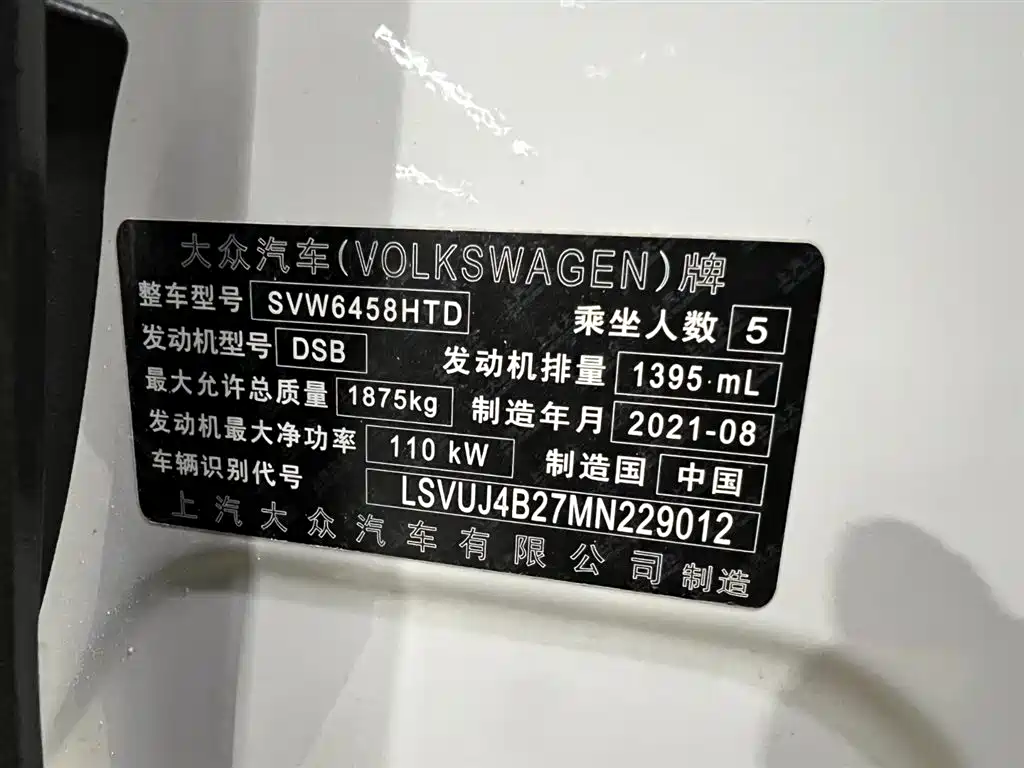 大众汽车(VOLKSWAGEN)牌
整车型号 SVW6458HTD 乘坐人数 5
发动机型号 DSB 发动机排量 1395 mL
最大允许总质量 1875kg 制造年月 2021-08
发动机最大净功率 110 kW 制造国 中国
车辆识别代号 LSVUJ4B27MN229012
上汽大众汽车有限公司制造